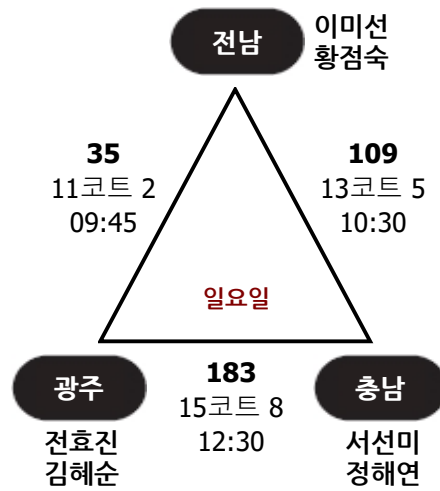 전남
이미선
황점숙
35
11코트 2
09:45
109
13코트 5
10:30
일요일
광주
183
15코트 8
12:30
충남
전효진
김혜순
서선미
정해연